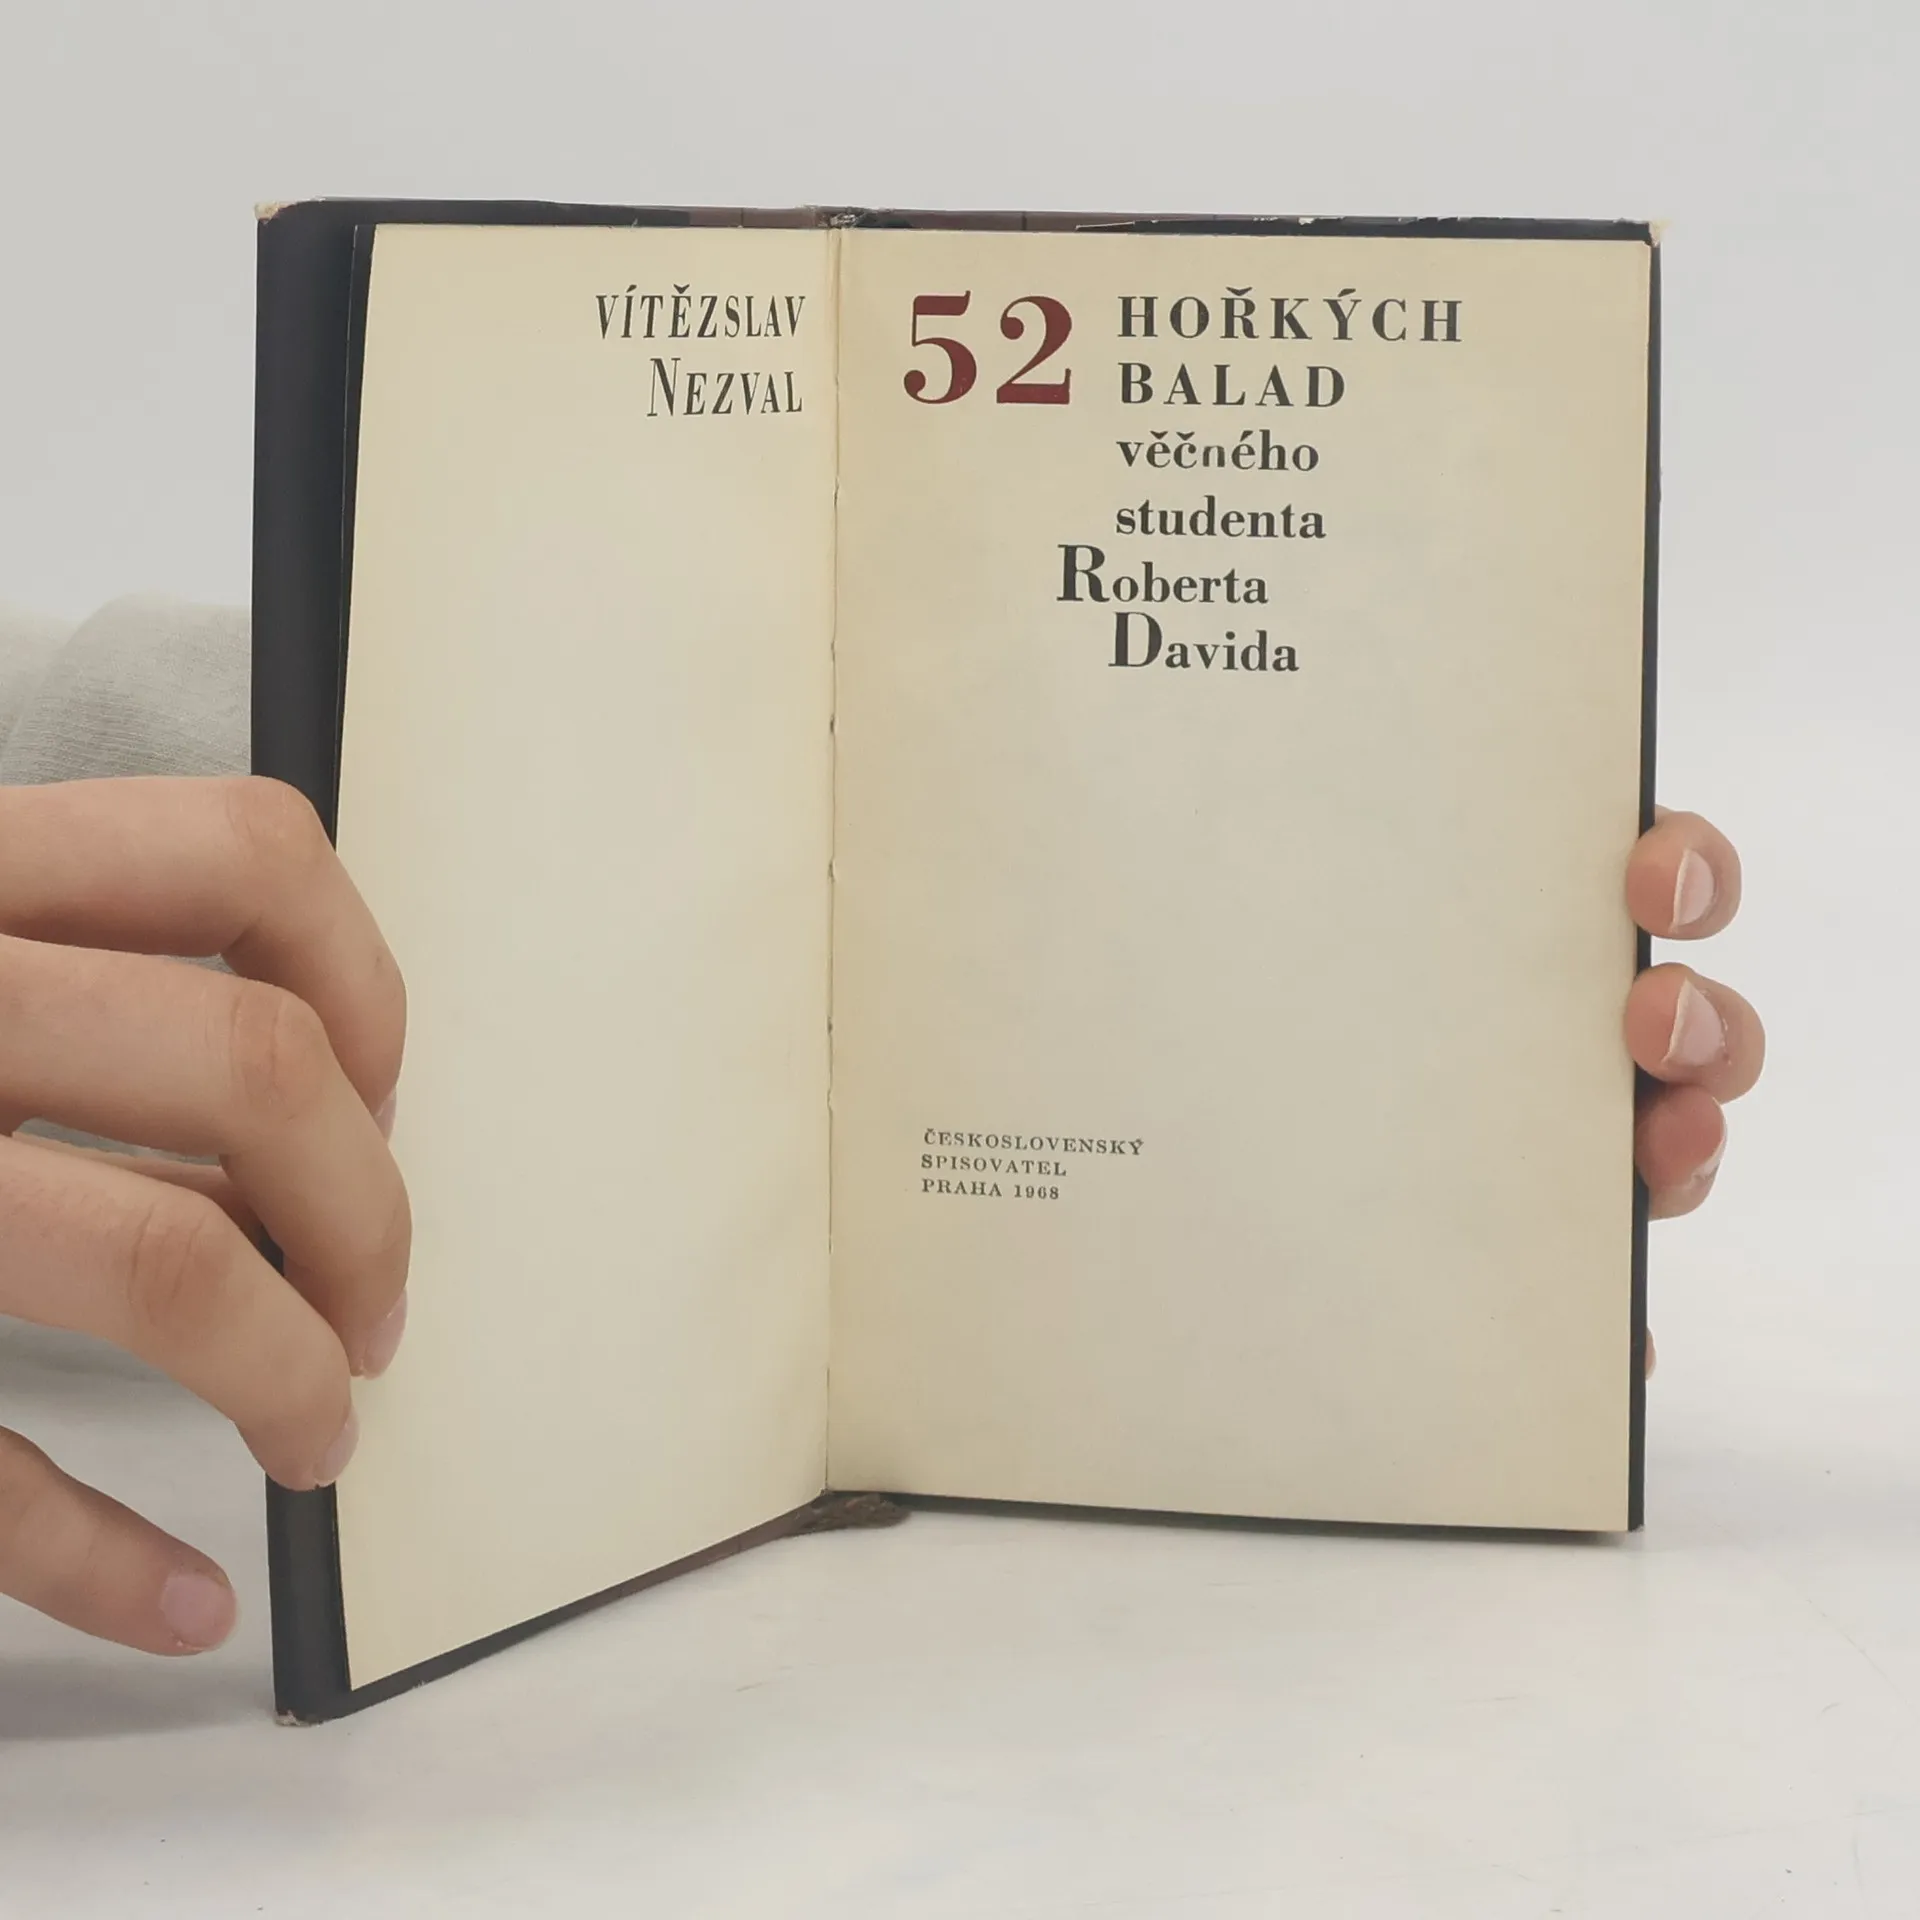 VÍTĚZSLAV
NEZVAL
52 HOŘKÝCH
BALAD
věčného
studenta
Roberta
Davida
ČESKOSLOVENSKÝ
SPISOVATEL
PRAHA 1968